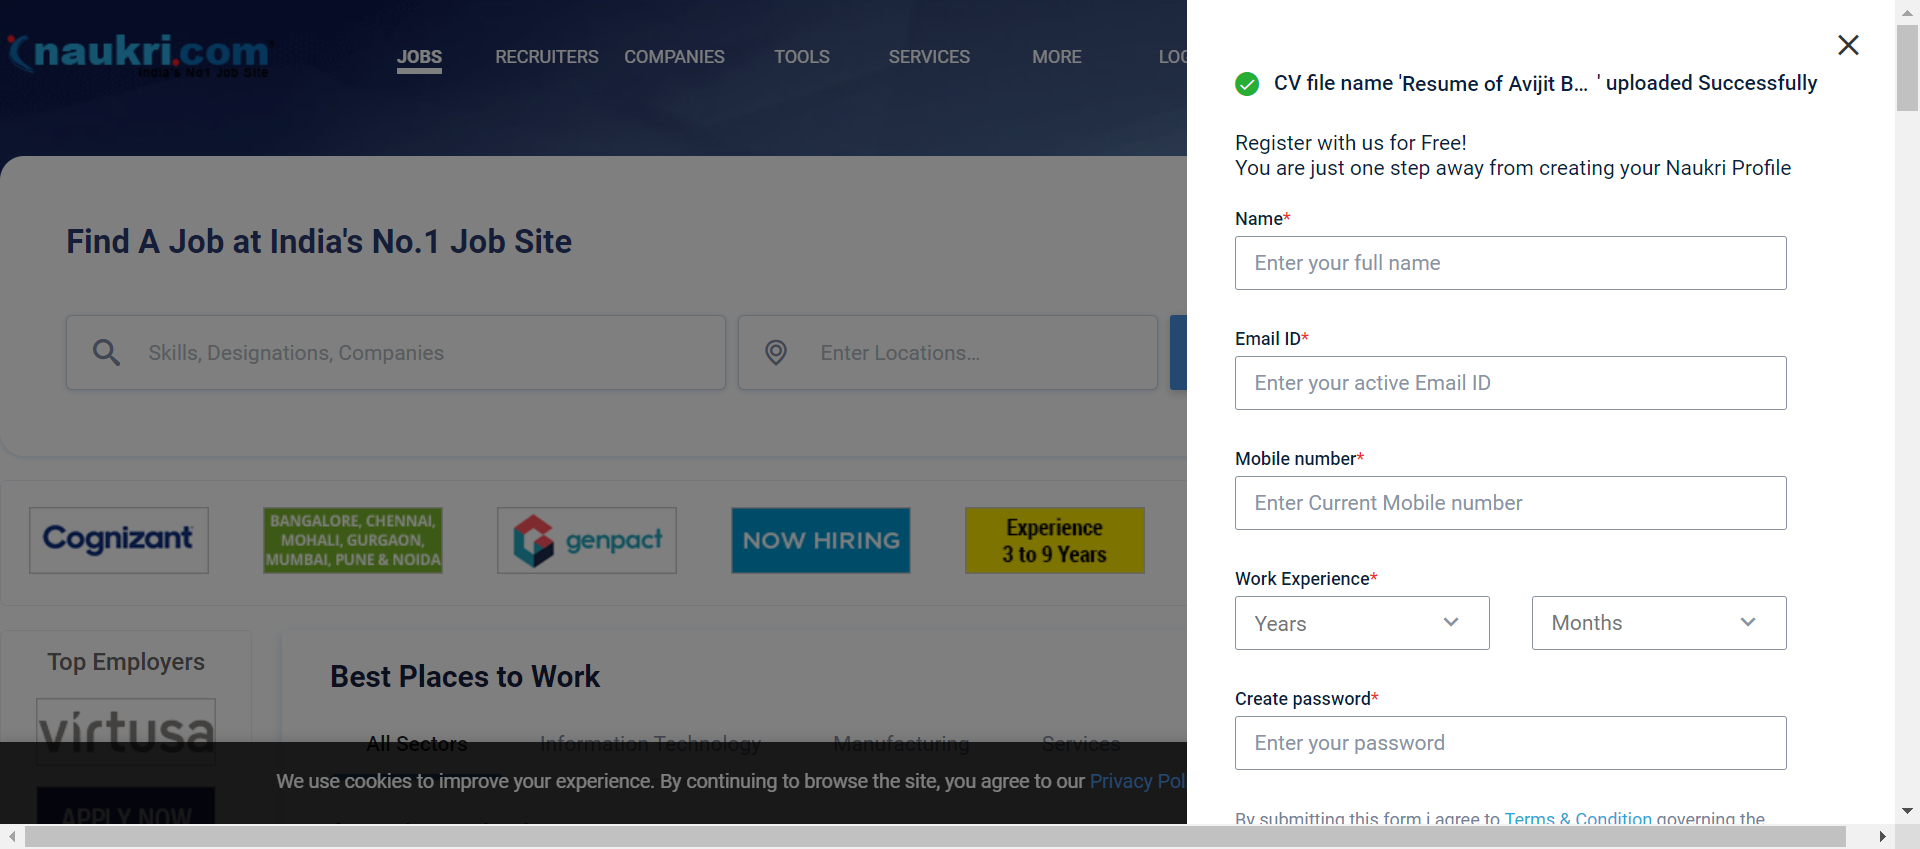 naukri.com
India's No1 Job Site
JOBS
RECRUITERS
COMPANIES
TOOLS
SERVICES
MORE
LOG
Find A Job at India's No.1 Job Site
Skills, Designations, Companies
Enter Locations...
Cognizant
BANGALORE, CHENNAI,
MOHALI, GURGAON,
MUMBAI, PUNE & NOIDA
genpact
NOW HIRING
Experience
3 to 9 Years
Top Employers
virtusa
APPLY NOW
Best Places to Work
All Sectors
Information Technology
Manufacturing
Services
We use cookies to improve your experience. By continuing to browse the site, you agree to our Privacy Pol
CV file name 'Resume of Avijit B... ' uploaded Successfully
Register with us for Free!
You are just one step away from creating your Naukri Profile
Name*
Enter your full name
Email ID*
Enter your active Email ID
Mobile number*
Enter Current Mobile number
Work Experience*
Years
Months
Create password*
Enter your password
By submitting this form i agree to Terms & Condition governing the